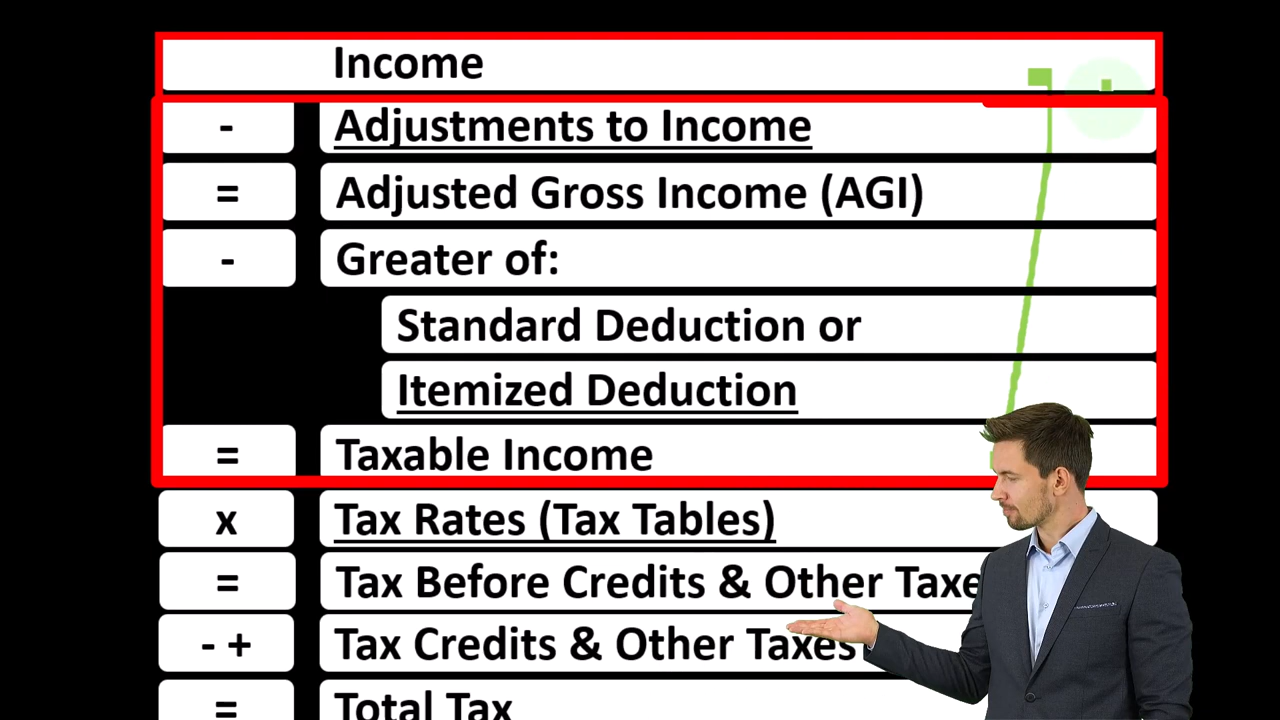 Income
- Adjustments to Income
= Adjusted Gross Income (AGI)
- Greater of:
Standard Deduction or
Itemized Deduction
= Taxable Income
x Tax Rates (Tax Tables)
= Tax Before Credits & Other Taxe
- + Tax Credits & Other Taxes
= Total Tax